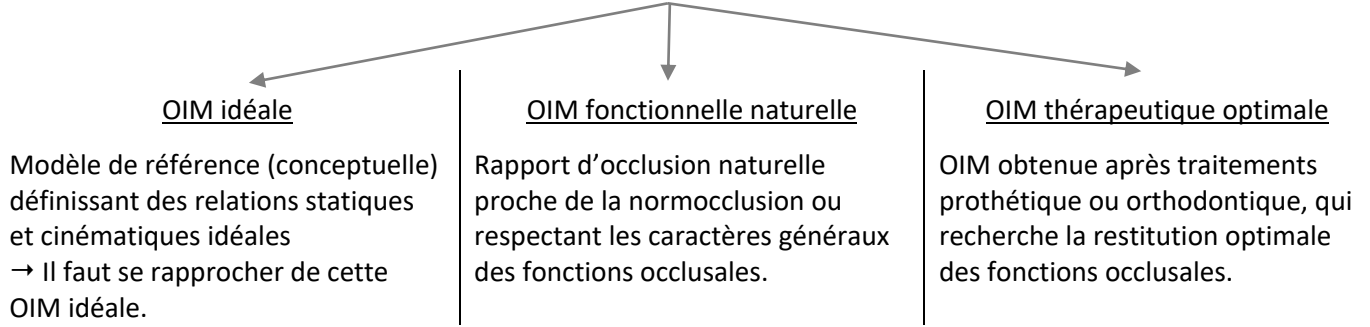 OIM idéale
Modèle de référence (conceptuelle)
définissant des relations statiques
et cinématiques idéales
→ Il faut se rapprocher de cette
OIM idéale.
OIM fonctionnelle naturelle
Rapport d’occlusion naturelle
proche de la normocclusion ou
respectant les caractères généraux
des fonctions occlusales.
OIM thérapeutique optimale
OIM obtenue après traitements
prothétique ou orthodontique, qui
recherche la restitution optimale
des fonctions occlusales.